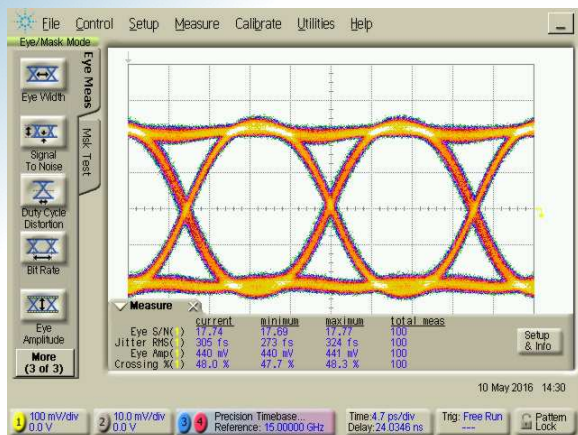 File Control Setup Measure Calibrate Utilities Help
Eye/Mask Mode
Eye Meas
Msk Test
Eye Width
Signal
To Noise
Duty Cycle
Distortion
Bit Rate
Eye
Amplitude
More
(3 of 3)
Measure
current minimum maximum total meas
Eye S/N(1) 17.74 17.69 17.77 100
Jitter RMS(1) 305 fs 273 fs 324 fs 100
Eye Amp(1) 440 mV 440 mV 441 mV 100
Crossing %(1) 48.0 % 47.7 % 48.3 % 100
Setup
& Info
10 May 2016 14:30
1 100 mV/div
0.0 V
2 10.0 mV/div
0.0 V
3 4 Precision Timebase...
Reference: 15.00000 GHz
Time:4.7 ps/div
Delay:24.0346 ns
Trig: Free Run
---
Pattern
Lock